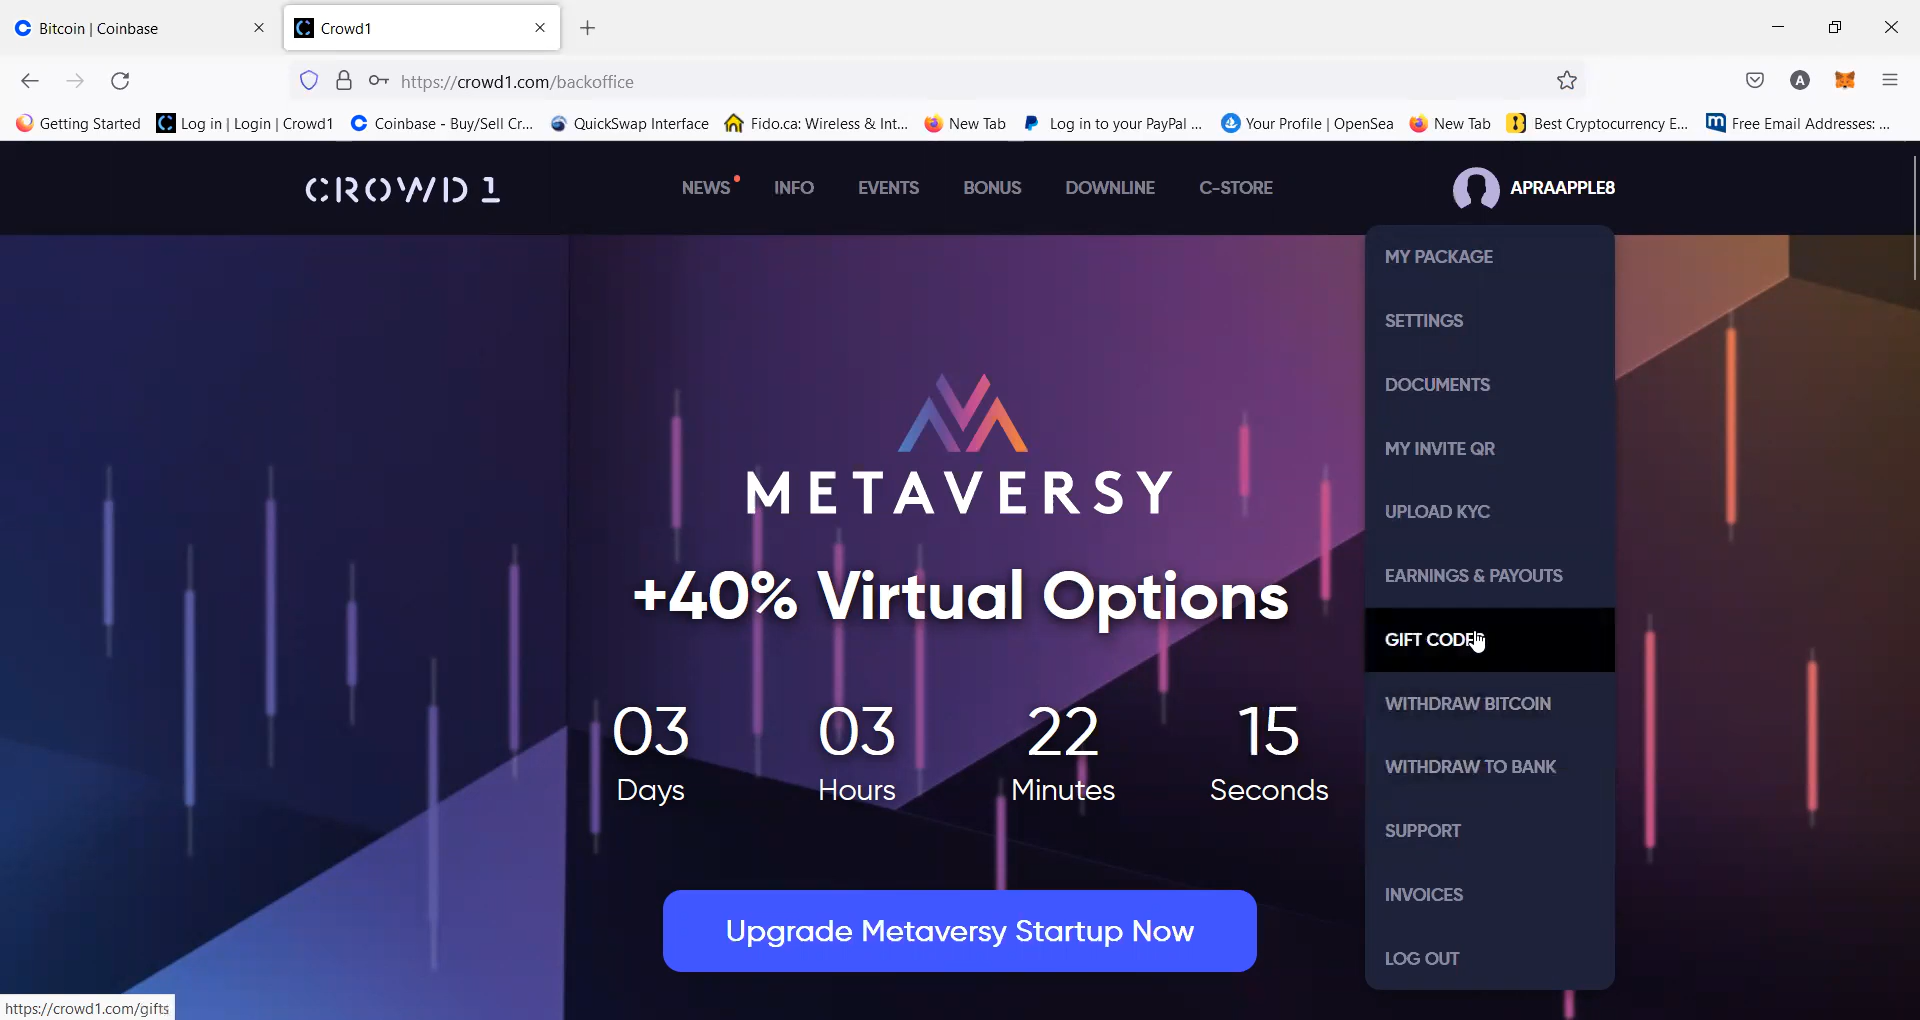 Bitcoin | Coinbase
Crowd1
https://crowd1.com/backoffice
A
Getting Started
Log in | Login | Crowd1
Coinbase - Buy/Sell Cr...
QuickSwap Interface
Fido.ca: Wireless & Int...
New Tab
Log in to your PayPal ...
Your Profile | OpenSea
New Tab
Best Cryptocurrency E...
Free Email Addresses: ...
CROWD 1
NEWS
INFO
EVENTS
BONUS
DOWNLINE
C-STORE
APRAAPPLE8
MY PACKAGE
SETTINGS
DOCUMENTS
MY INVITE QR
UPLOAD KYC
EARNINGS & PAYOUTS
GIFT CODE
WITHDRAW BITCOIN
WITHDRAW TO BANK
SUPPORT
INVOICES
LOG OUT
METAVERSY
+40% Virtual Options
03 03 22 15
Days Hours Minutes Seconds
Upgrade Metaversy Startup Now
https://crowd1.com/gifts